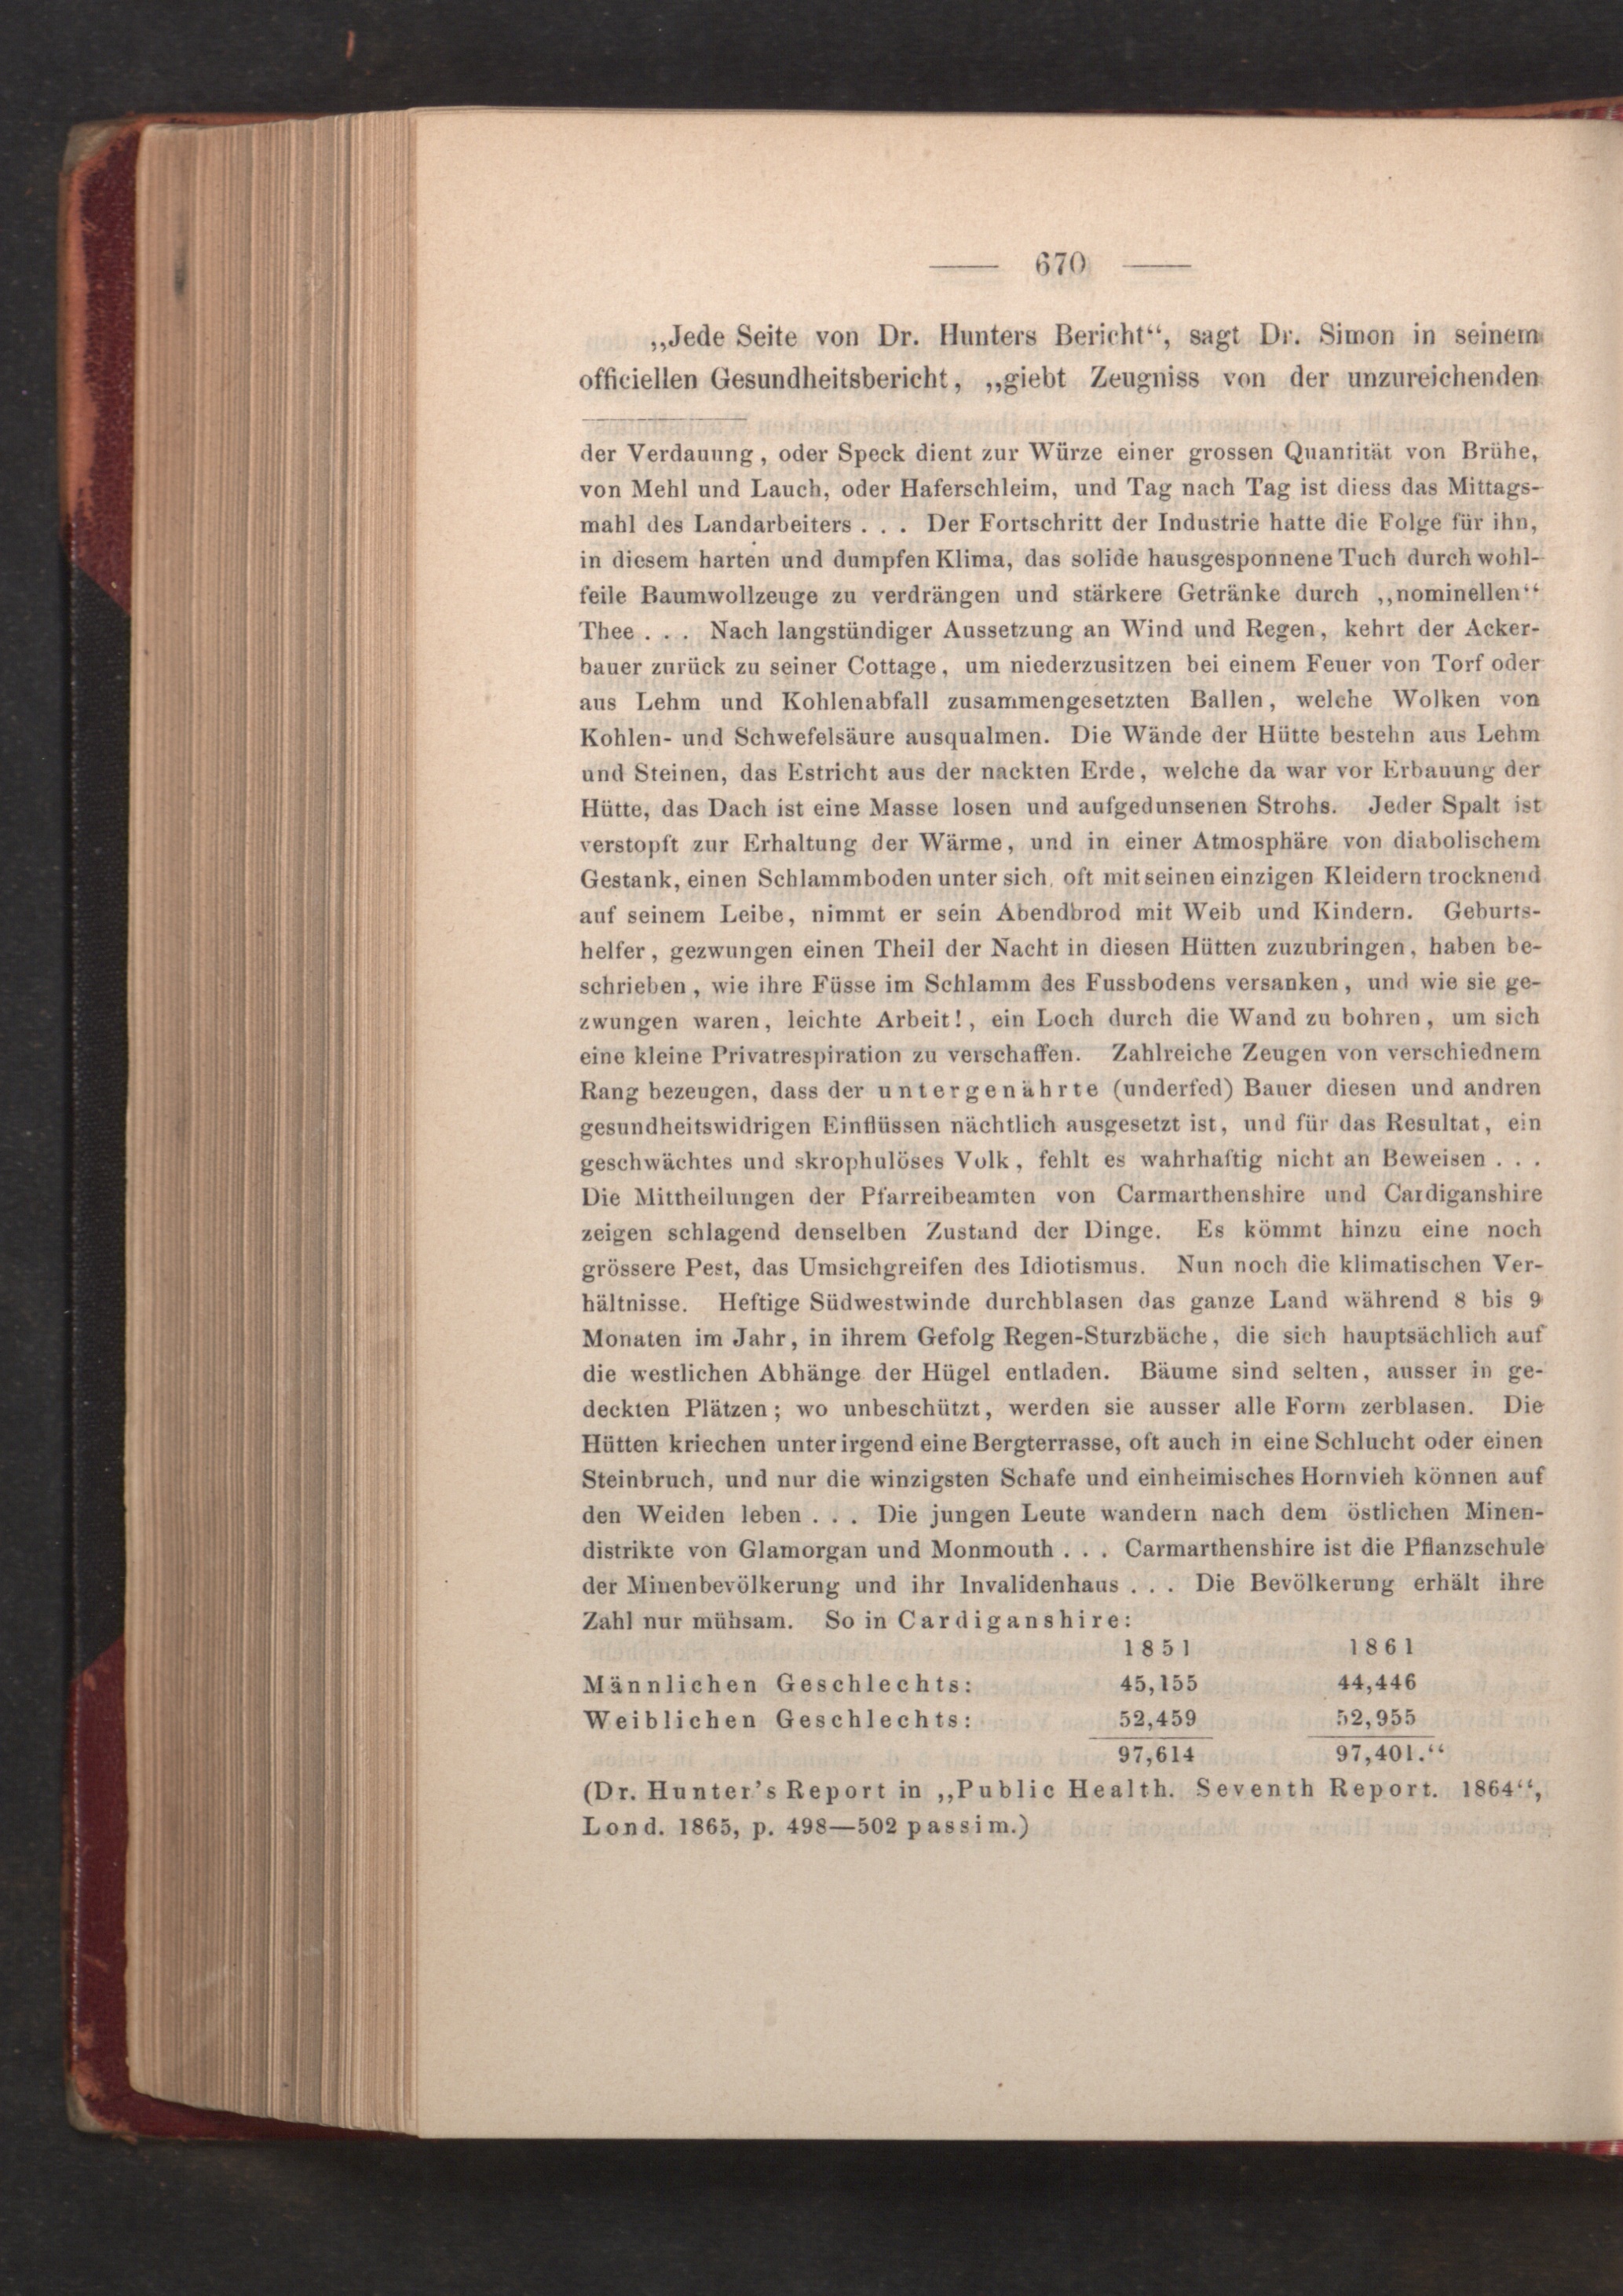 — 670 —
„Jede Seite von Dr. Hunters Bericht“, sagt Dr. Simon in seinem
officiellen Gesundheitsbericht, „giebt Zeugniss von der unzureichenden
der Verdauung, oder Speck dient zur Würze einer grossen Quantität von Brühe,
von Mehl und Lauch, oder Haferschleim, und Tag nach Tag ist diess das Mittags-
mahl des Landarbeiters . . . Der Fortschritt der Industrie hatte die Folge für ihn,
in diesem harten und dumpfen Klima, das solide hausgesponnene Tuch durch wohl-
feile Baumwollzeuge zu verdrängen und stärkere Getränke durch „nominellen“
Thee . . . Nach langstündiger Aussetzung an Wind und Regen, kehrt der Acker-
bauer zurück zu seiner Cottage, um niederzusitzen bei einem Feuer von Torf oder
aus Lehm und Kohlenabfall zusammengesetzten Ballen, welche Wolken von
Kohlen- und Schwefelsäure ausqualmen. Die Wände der Hütte bestehn aus Lehm
und Steinen, das Estricht aus der nackten Erde, welche da war vor Erbauung der
Hütte, das Dach ist eine Masse losen und aufgedunsenen Strohs. Jeder Spalt ist
verstopft zur Erhaltung der Wärme, und in einer Atmosphäre von diabolischem
Gestank, einen Schlammboden unter sich, oft mit seinen einzigen Kleidern trocknend
auf seinem Leibe, nimmt er sein Abendbrod mit Weib und Kindern. Geburts-
helfer, gezwungen einen Theil der Nacht in diesen Hütten zuzubringen, haben be-
schrieben, wie ihre Füsse im Schlamm des Fussbodens versanken, und wie sie ge-
zwungen waren, leichte Arbeit!, ein Loch durch die Wand zu bohren, um sich
eine kleine Privatrespiration zu verschaffen. Zahlreiche Zeugen von verschiednem
Rang bezeugen, dass der untergenährte (underfed) Bauer diesen und andren
gesundheitswidrigen Einflüssen nächtlich ausgesetzt ist, und für das Resultat, ein
geschwächtes und skrophulöses Volk, fehlt es wahrhaftig nicht an Beweisen . . .
Die Mittheilungen der Pfarreibeamten von Carmarthenshire und Cardiganshire
zeigen schlagend denselben Zustand der Dinge. Es kömmt hinzu eine noch
grössere Pest, das Umsichgreifen des Idiotismus. Nun noch die klimatischen Ver-
hältnisse. Heftige Südwestwinde durchblasen das ganze Land während 8 bis 9
Monaten im Jahr, in ihrem Gefolg Regen-Sturzbäche, die sich hauptsächlich auf
die westlichen Abhänge der Hügel entladen. Bäume sind selten, ausser in ge-
deckten Plätzen; wo unbeschützt, werden sie ausser alle Form zerblasen. Die
Hütten kriechen unter irgend eine Bergterrasse, oft auch in eine Schlucht oder einen
Steinbruch, und nur die winzigsten Schafe und einheimisches Hornvieh können auf
den Weiden leben . . . Die jungen Leute wandern nach dem östlichen Minen-
distrikte von Glamorgan und Monmouth . . . Carmarthenshire ist die Pflanzschule
der Minenbevölkerung und ihr Invalidenhaus . . . Die Bevölkerung erhält ihre
Zahl nur mühsam. So in Cardiganshire:
1851 1861
Männlichen Geschlechts: 45,155 44,446
Weiblichen Geschlechts: 52,459 52,955
97,614 97,401.“
(Dr. Hunter's Report in „Public Health. Seventh Report. 1864“,
Lond. 1865, p. 498—502 passim.)